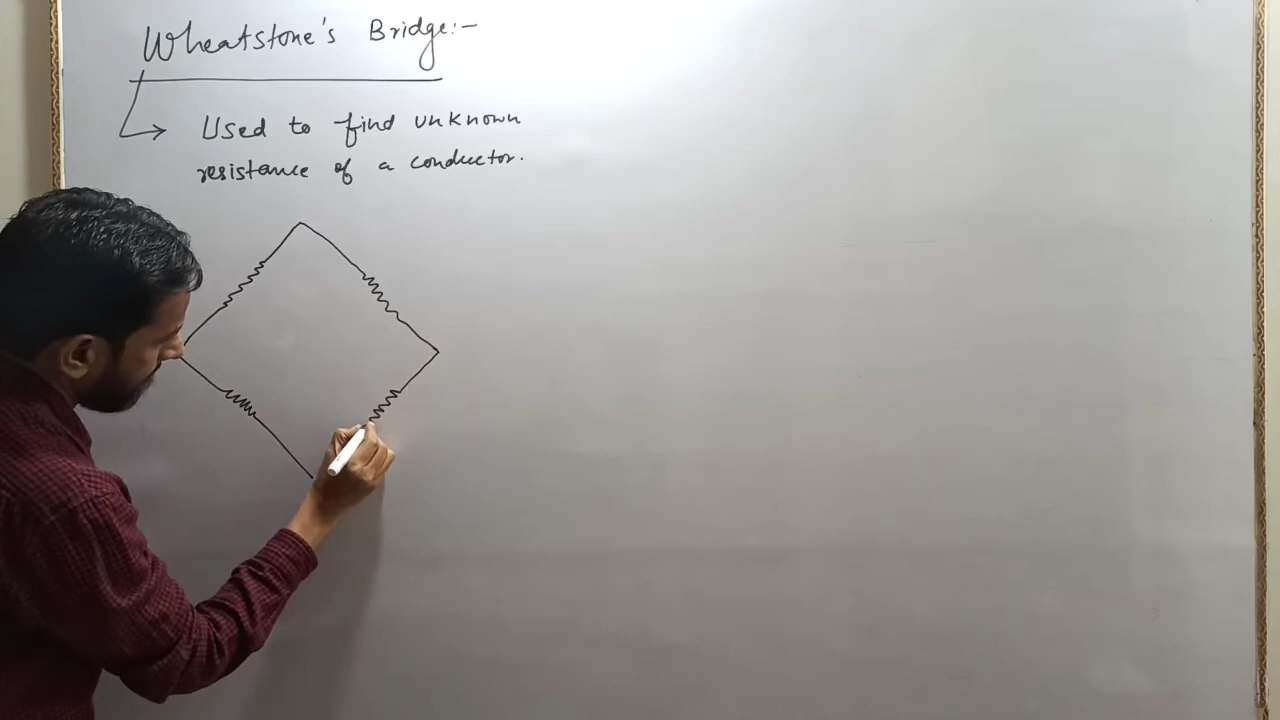 Wheatstone's Bridge:-
Used to find unknown
resistance of a conductor.